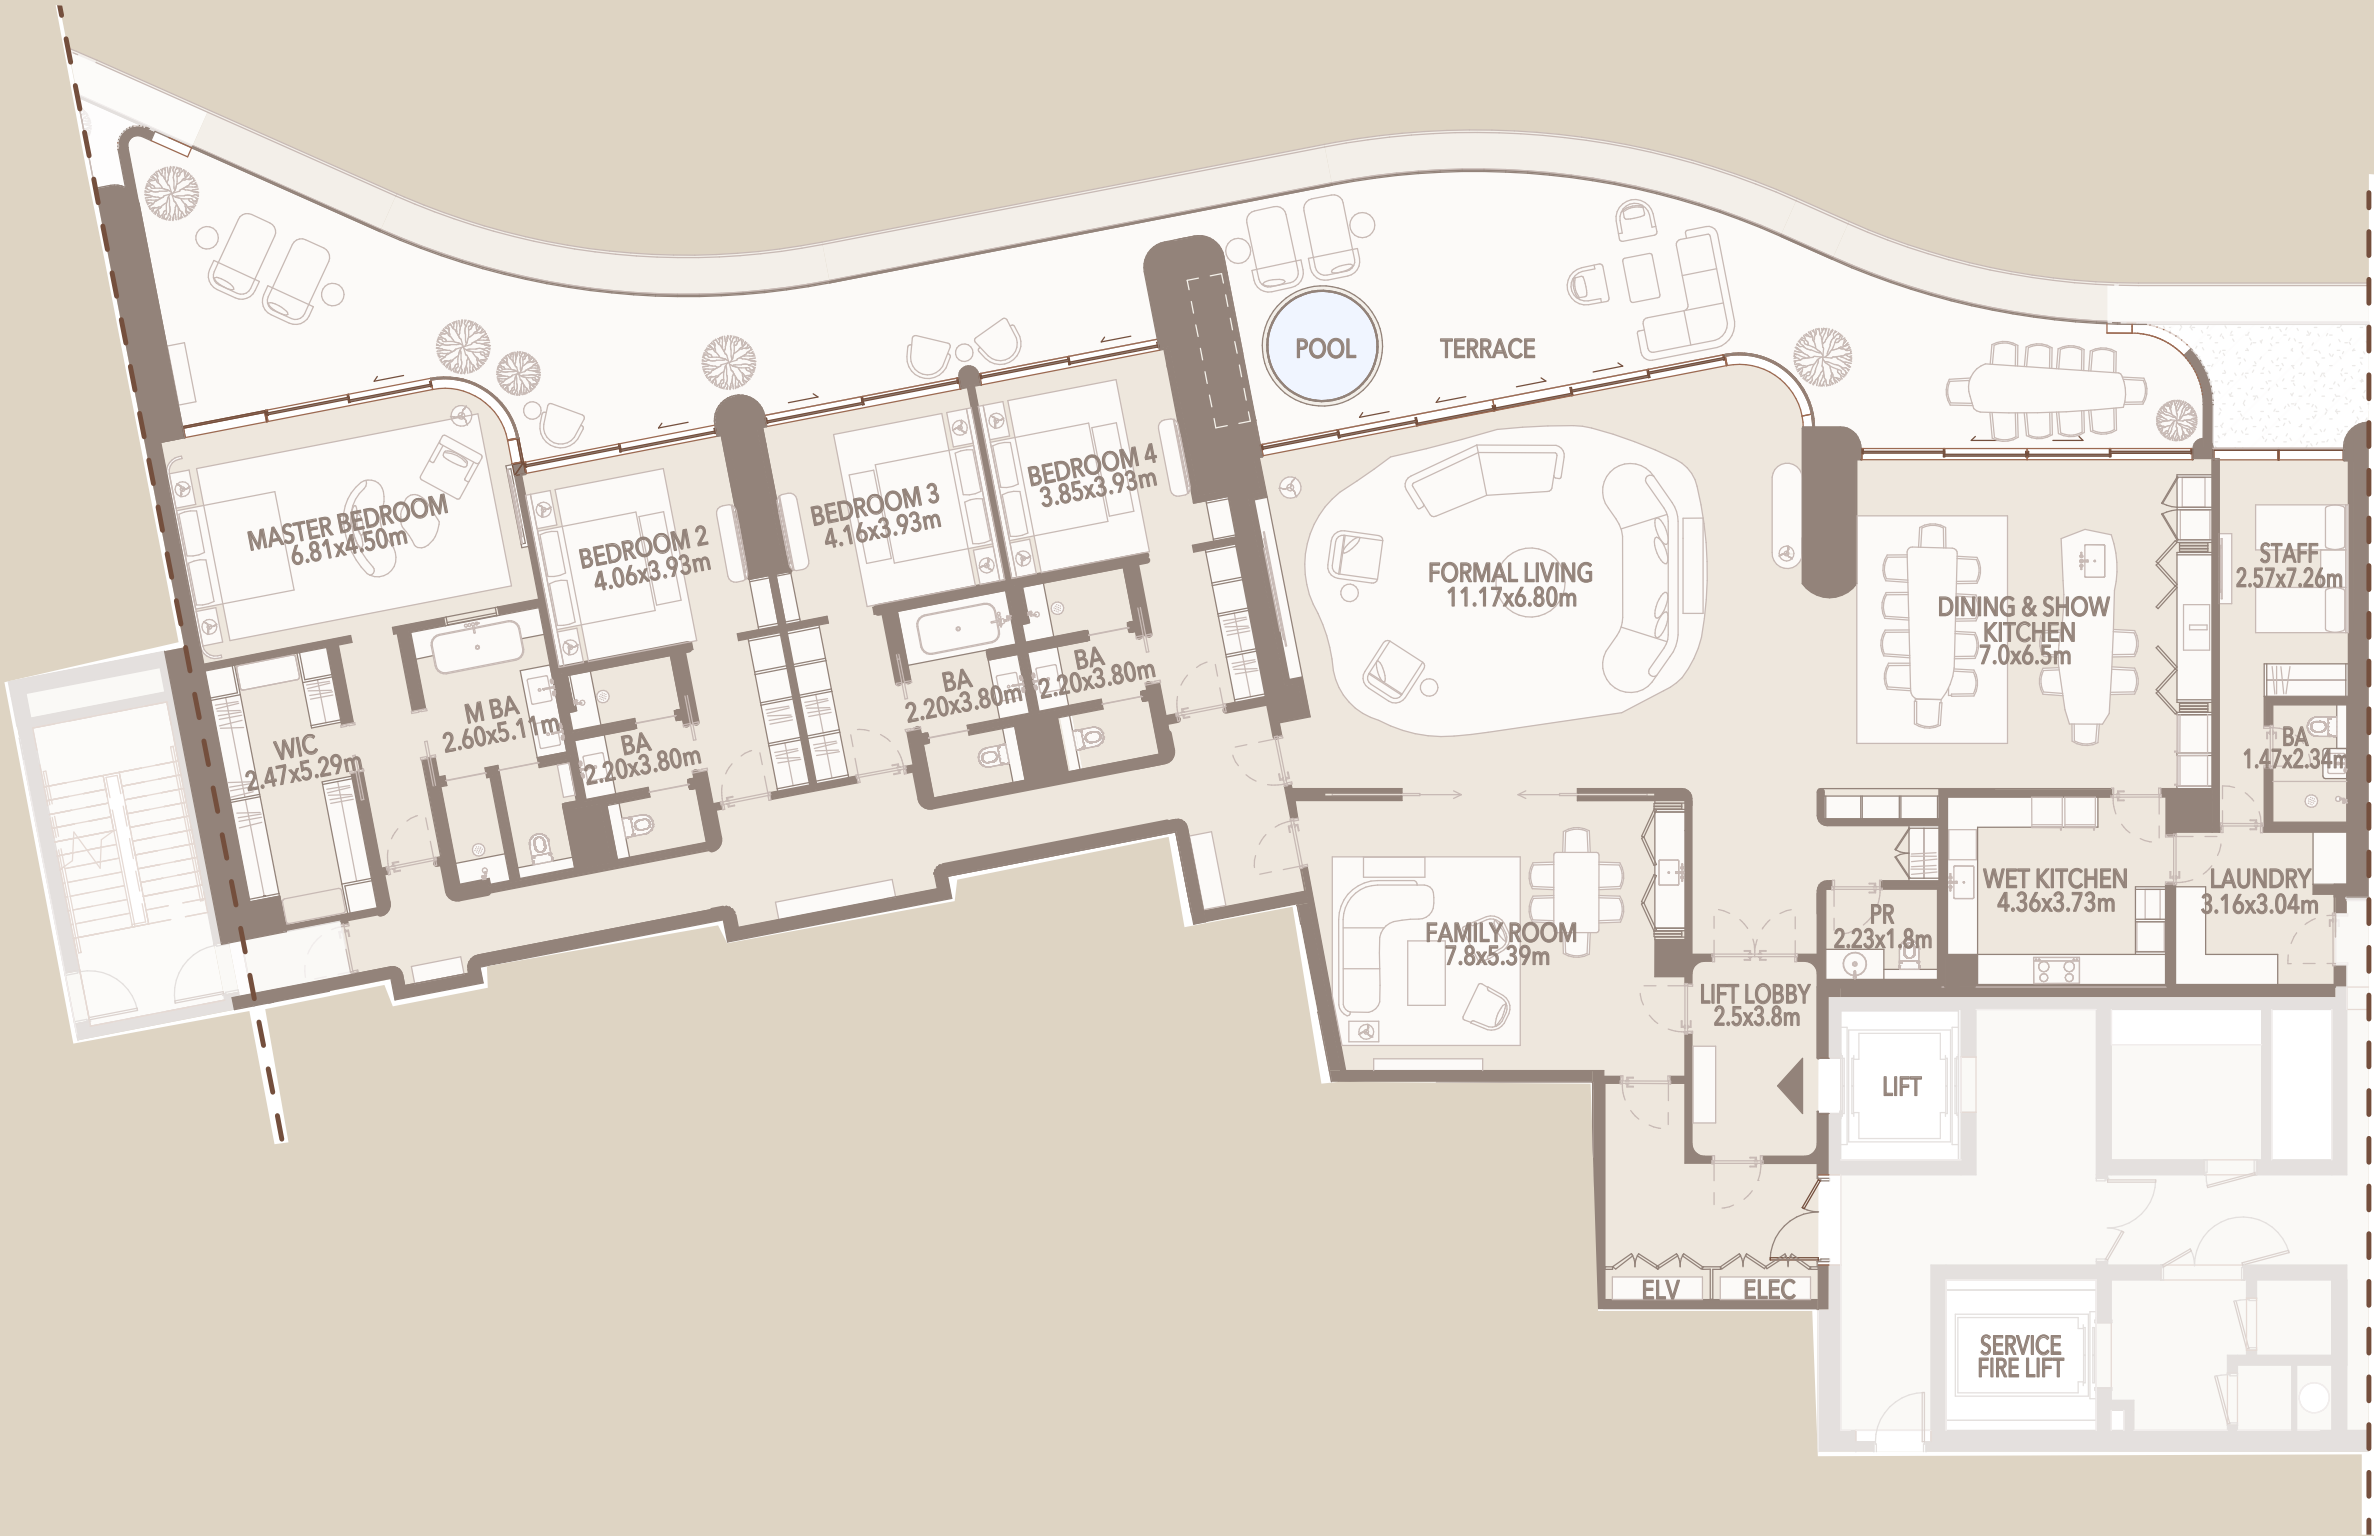 POOL
TERRACE
MASTER BEDROOM
6.81x4.50m
BEDROOM 2
4.06x3.93m
BEDROOM 3
4.16x3.93m
BEDROOM 4
3.85x3.93m
FORMAL LIVING
11.17x6.80m
DINING & SHOW
KITCHEN
7.0x6.5m
STAFF
2.57x7.26m
WIC
2.47x5.29m
M BA
2.60x5.11m
BA
2.20x3.80m
BA
2.20x3.80m
BA
2.20x3.80m
BA
1.47x2.34m
FAMILY ROOM
7.8x5.39m
PR
2.23x1.8m
WET KITCHEN
4.36x3.73m
LAUNDRY
3.16x3.04m
LIFT LOBBY
2.5x3.8m
LIFT
ELV
ELEC
SERVICE
FIRE LIFT